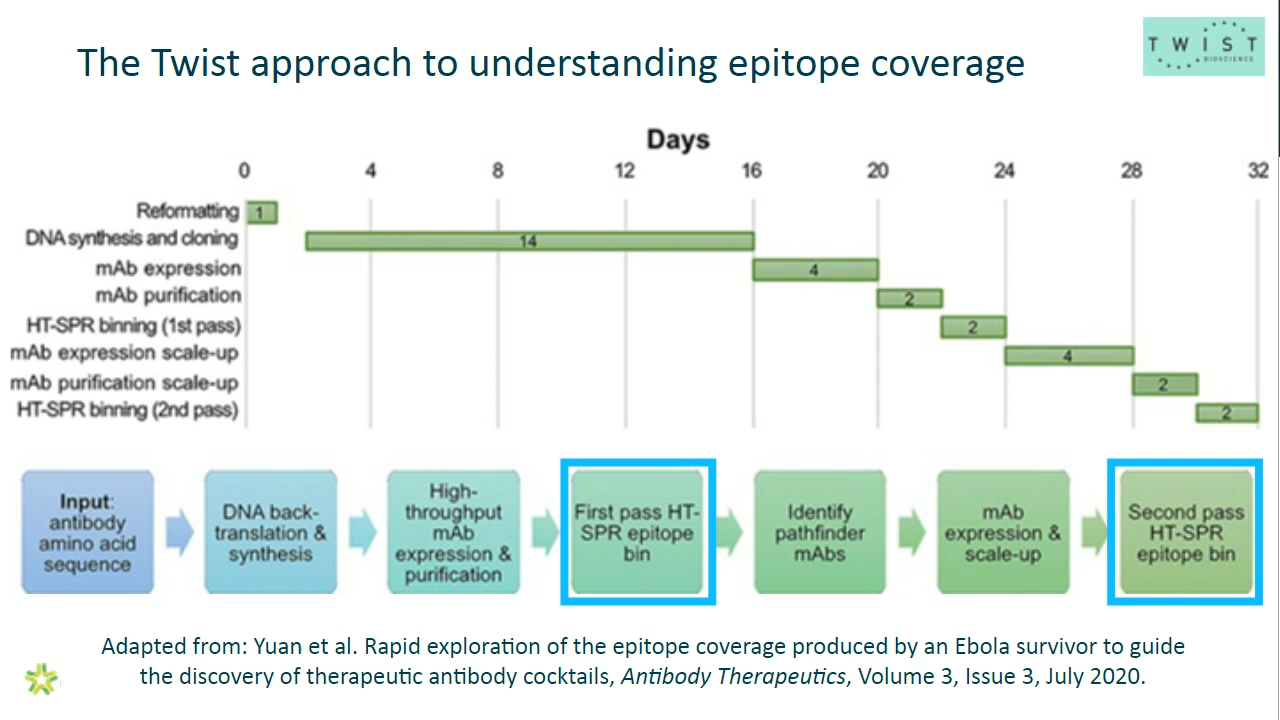 The Twist approach to understanding epitope coverage
TWIST
BIOSCIENCE
Days
0 4 8 12 16 20 24 28 32
Reformatting 1
DNA synthesis and cloning 14
mAb expression 4
mAb purification 2
HT-SPR binning (1st pass) 2
mAb expression scale-up 4
mAb purification scale-up 2
HT-SPR binning (2nd pass) 2
Input:
antibody
amino acid
sequence
DNA back-
translation &
synthesis
High-
throughput
mAb
expression &
purification
First pass HT-
SPR epitope
bin
Identify
pathfinder
mAbs
mAb
expression &
scale-up
Second pass
HT-SPR
epitope bin
Adapted from: Yuan et al. Rapid exploration of the epitope coverage produced by an Ebola survivor to guide
the discovery of therapeutic antibody cocktails, Antibody Therapeutics, Volume 3, Issue 3, July 2020.